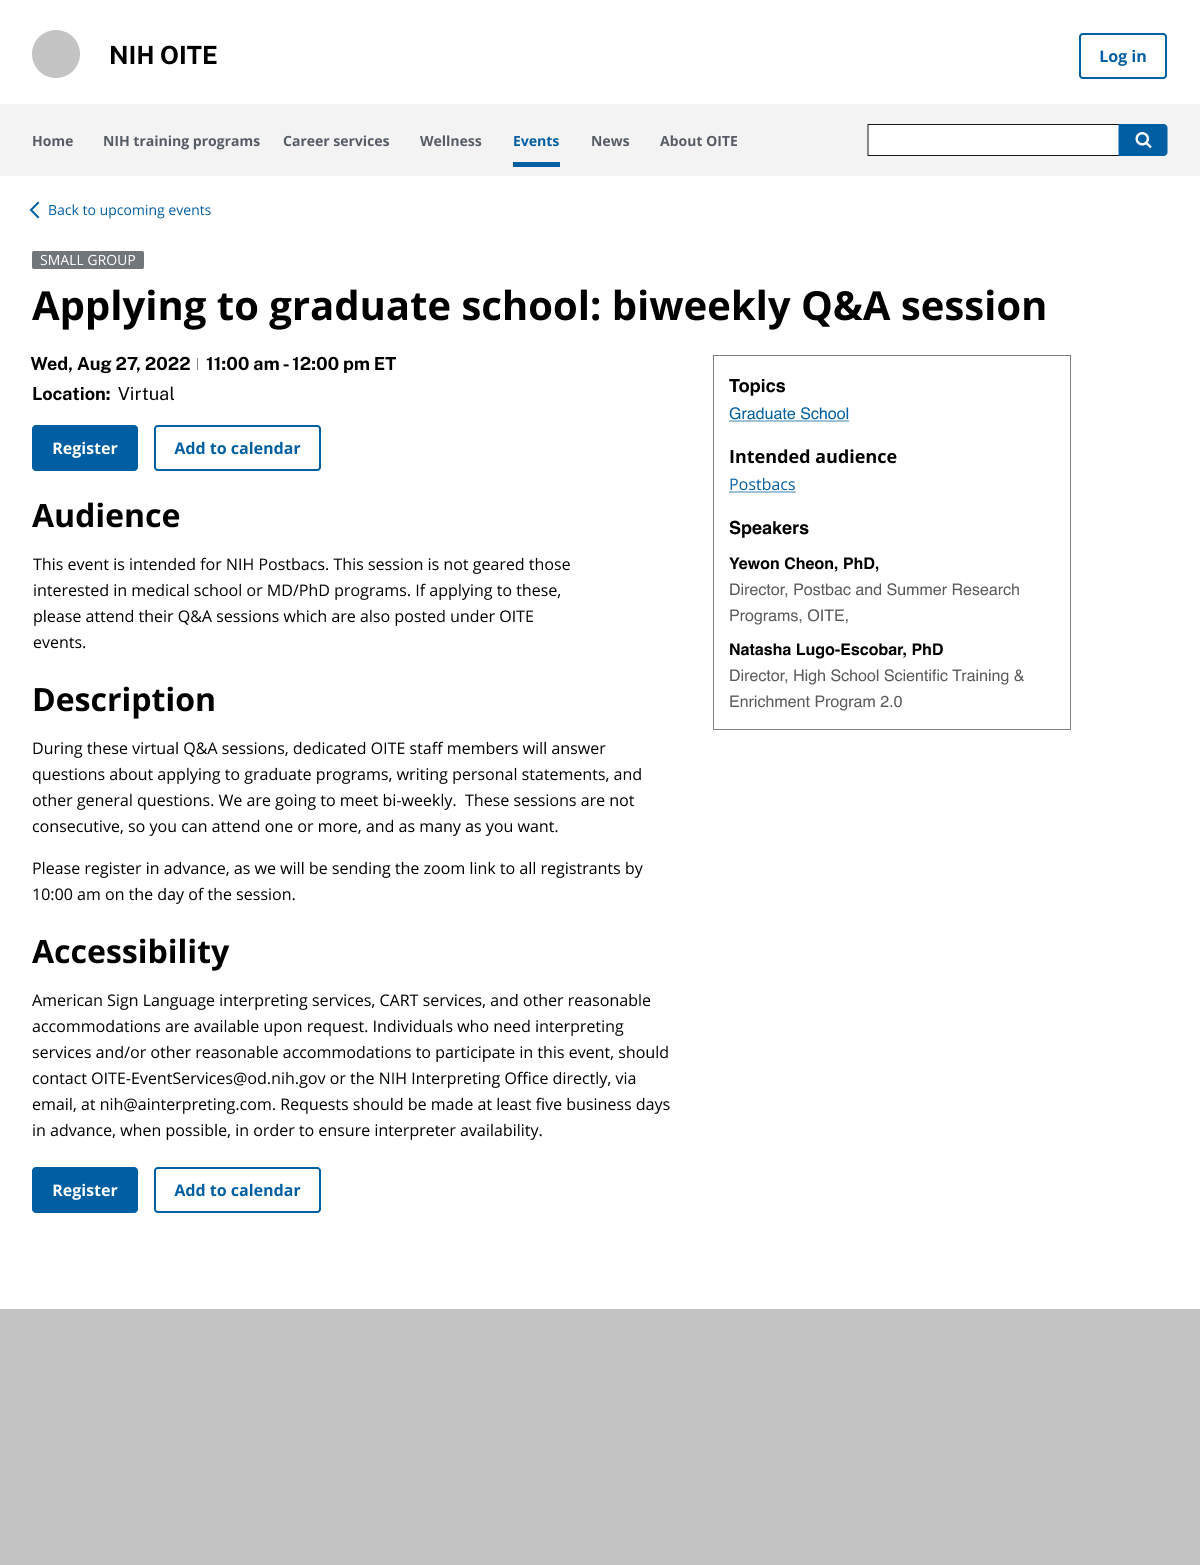 NIH OITE
Log in
Home NIH training programs Career services Wellness Events News About OITE
Back to upcoming events
SMALL GROUP
Applying to graduate school: biweekly Q&A session
Wed, Aug 27, 2022 | 11:00 am - 12:00 pm ET
Location: Virtual
Register Add to calendar
Audience
This event is intended for NIH Postbacs. This session is not geared those
interested in medical school or MD/PhD programs. If applying to these,
please attend their Q&A sessions which are also posted under OITE
events.
Description
During these virtual Q&A sessions, dedicated OITE staff members will answer
questions about applying to graduate programs, writing personal statements, and
other general questions. We are going to meet bi-weekly.  These sessions are not
consecutive, so you can attend one or more, and as many as you want.
Please register in advance, as we will be sending the zoom link to all registrants by
10:00 am on the day of the session.
Accessibility
American Sign Language interpreting services, CART services, and other reasonable
accommodations are available upon request. Individuals who need interpreting
services and/or other reasonable accommodations to participate in this event, should
contact OITE-EventServices@od.nih.gov or the NIH Interpreting Office directly, via
email, at nih@ainterpreting.com. Requests should be made at least five business days
in advance, when possible, in order to ensure interpreter availability.
Register Add to calendar
Topics
Graduate School
Intended audience
Postbacs
Speakers
Yewon Cheon, PhD,
Director, Postbac and Summer Research
Programs, OITE,
Natasha Lugo-Escobar, PhD
Director, High School Scientific Training &
Enrichment Program 2.0